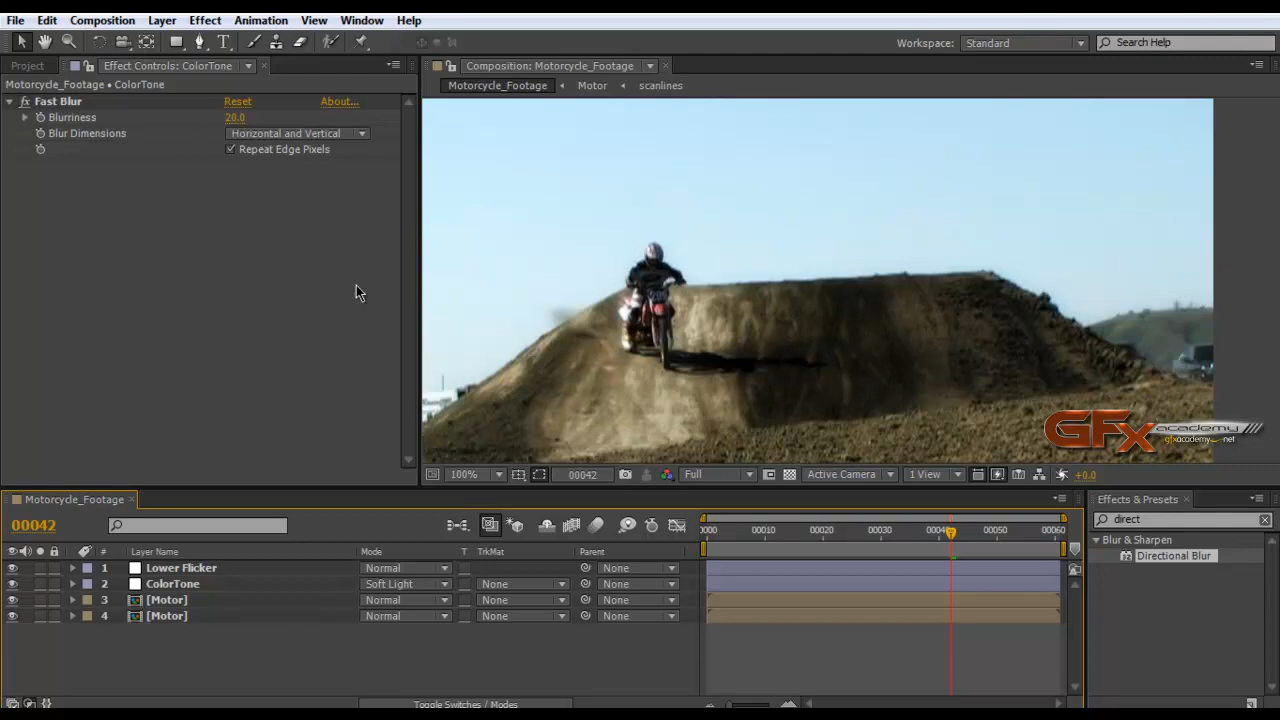 File Edit Composition Layer Effect Animation View Window Help
Workspace: Standard Search Help
Project Effect Controls: ColorTone Composition: Motorcycle_Footage
Motorcycle_Footage • ColorTone Motorcycle_Footage Motor scanlines
fx Fast Blur Reset About...
Blurriness 20.0
Blur Dimensions Horizontal and Vertical
Repeat Edge Pixels
GFx academy
gfxacademy.net
100% 00042 Full Active Camera 1 View +0.0
Motorcycle_Footage Effects & Presets
00042 direct
0000 00010 00020 00030 00040 00050 00060
Blur & Sharpen
# Layer Name Mode T TrkMat Parent Directional Blur
1 Lower Flicker Normal None
2 ColorTone Soft Light None None
3 [Motor] Normal None None
4 [Motor] Normal None None
Toggle Switches / Modes